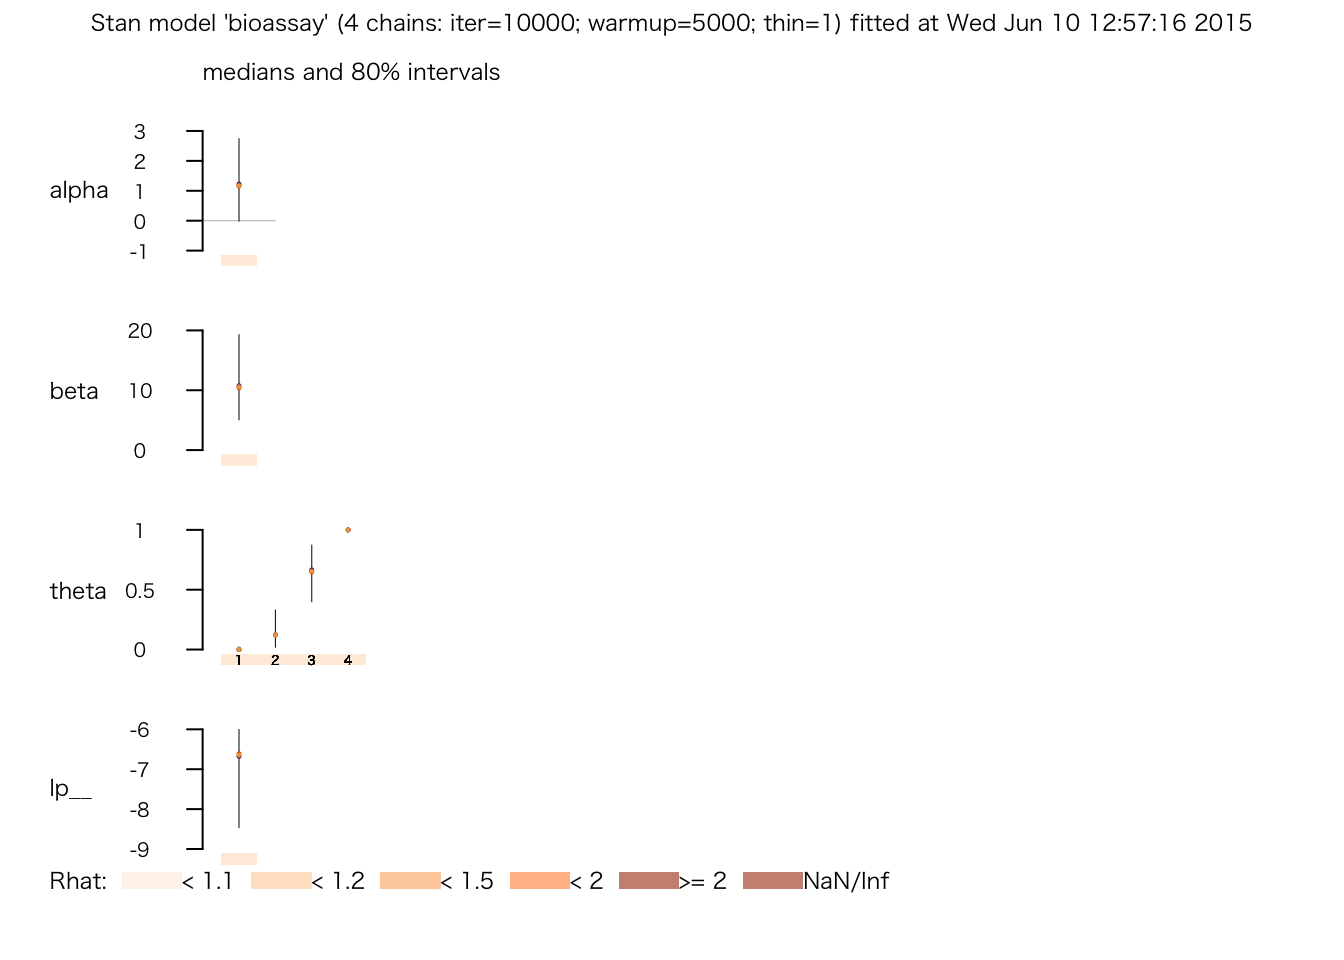 Stan model 'bioassay' (4 chains: iter=10000; warmup=5000; thin=1) fitted at Wed Jun 10 12:57:16 2015
medians and 80% intervals
3
2
alpha 1
0
-1
20
beta 10
0
1
theta 0.5
0
1 2 3 4
-6
-7
lp__
-8
-9
Rhat: < 1.1 < 1.2 < 1.5 < 2 >= 2 NaN/Inf